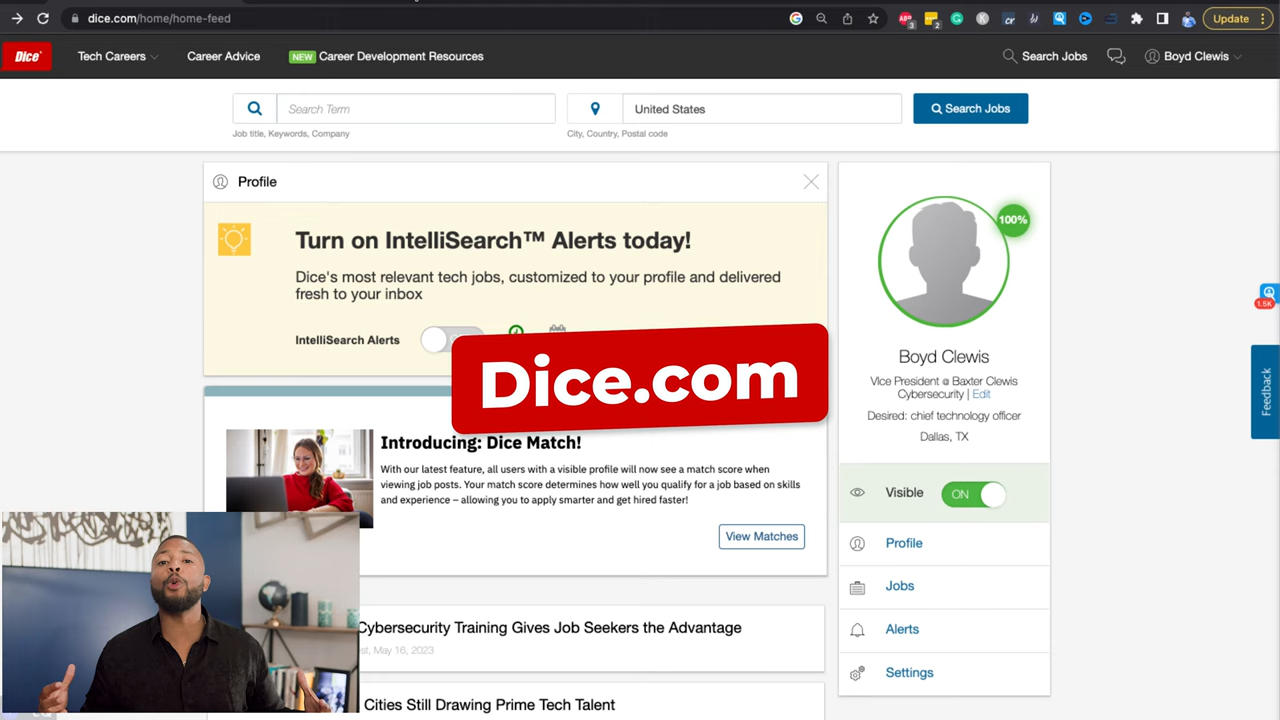 dice.com/home/home-feed
Update
Dice
Tech Careers
Career Advice
NEW Career Development Resources
Search Jobs
Boyd Clewis
Search Term
United States
Search Jobs
Job title, Keywords, Company
City, Country, Postal code
Profile
Turn on IntelliSearch™ Alerts today!
Dice's most relevant tech jobs, customized to your profile and delivered
fresh to your inbox
IntelliSearch Alerts
Dice.com
Introducing: Dice Match!
With our latest feature, all users with a visible profile will now see a match score when
viewing job posts. Your match score determines how well you qualify for a job based on skills
and experience – allowing you to apply smarter and get hired faster!
View Matches
Cybersecurity Training Gives Job Seekers the Advantage
May 16, 2023
Cities Still Drawing Prime Tech Talent
100%
Boyd Clewis
VIce President @ Baxter Clewis
Cybersecurity | Edit
Desired: chief technology officer
Dallas, TX
Visible
ON
Profile
Jobs
Alerts
Settings
1.5K
Feedback